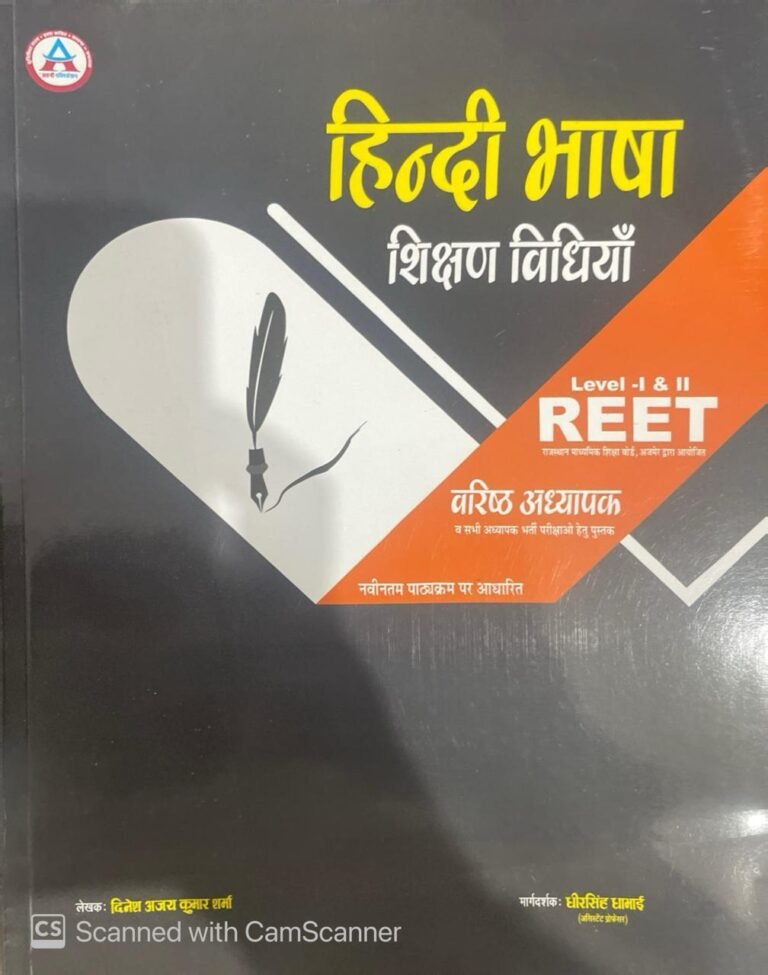 हिन्दी भाषा
शिक्षण विधियाँ
Level -I & II
REET
राजस्थान माध्यमिक शिक्षा बोर्ड, अजमेर द्वारा आयोजित
वरिष्ठ अध्यापक
व सभी अध्यापक भर्ती परीक्षाओं हेतु पुस्तक
नवीनतम पाठ्यक्रम पर आधारित
लेखक: दिनेश अजय कुमार शर्मा
मार्गदर्शक: धीरसिंह धाभाई
(असिस्टेंट प्रोफेसर)
CS Scanned with CamScanner